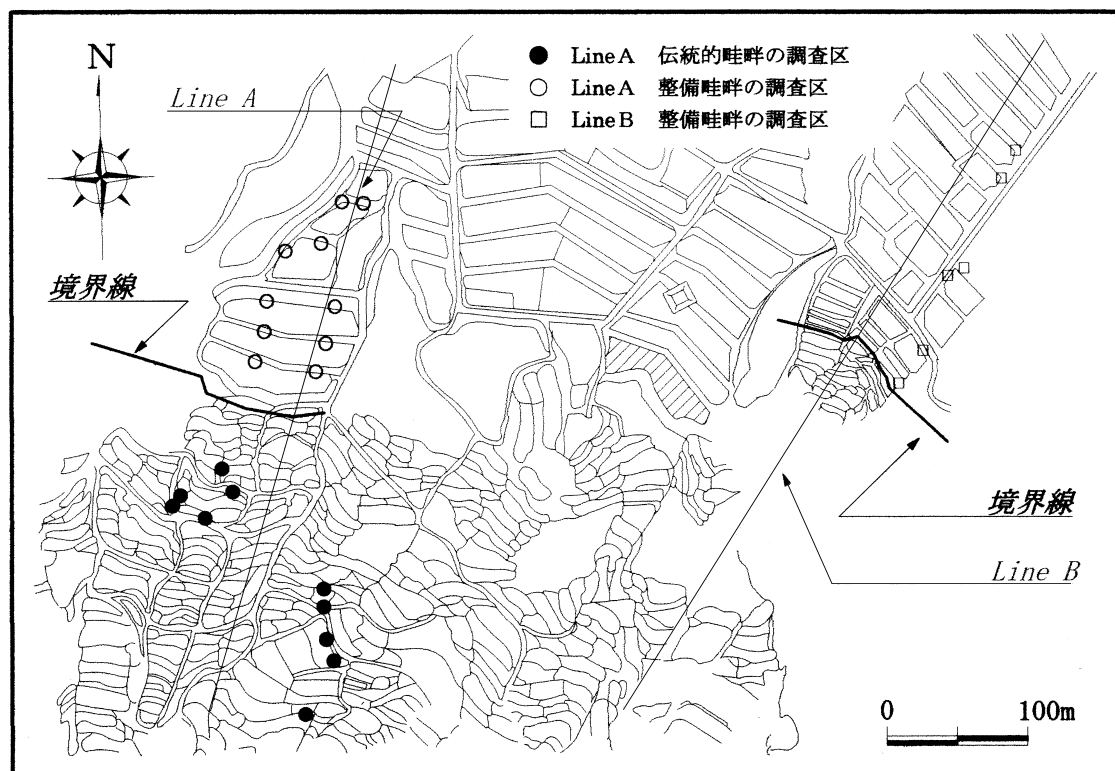 N
Line A
● Line A 伝統的畦畔の調査区
○ Line A 整備畦畔の調査区
□ Line B 整備畦畔の調査区
境界線
境界線
Line B
0 100m